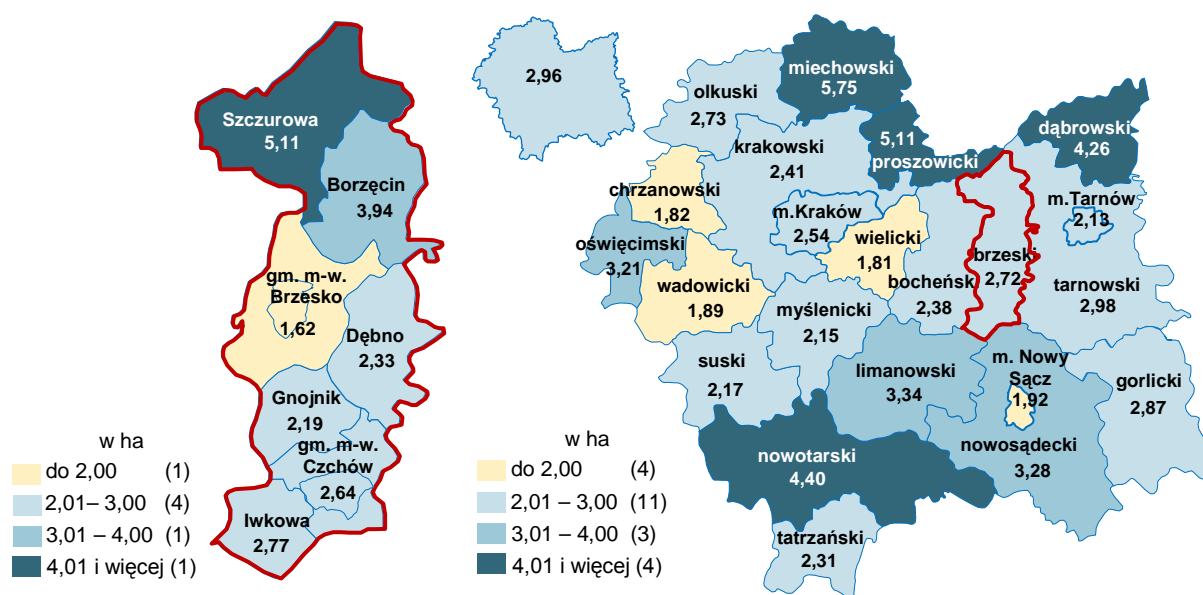 Szczurowa
5,11
Borzęcin
3,94
gm. m-w.
Brzesko
1,62
Dębno
2,33
Gnojnik
2,19
gm. m-w.
Czchów
2,64
Iwkowa
2,77
w ha
do 2,00 (1)
2,01– 3,00 (4)
3,01 – 4,00 (1)
4,01 i więcej (1)
2,96
miechowski
5,75
olkuski
2,73
5,11
proszowicki
dąbrowski
4,26
krakowski
2,41
chrzanowski
1,82
m.Kraków
2,54
m.Tarnów
2,13
oświęcimski
3,21
wielicki
1,81
brzeski
2,72
wadowicki
1,89
bocheńsk
2,38
tarnowski
2,98
myślenicki
2,15
suski
2,17
limanowski
3,34
m. Nowy
Sącz
1,92
gorlicki
2,87
nowosądecki
3,28
nowotarski
4,40
tatrzański
2,31
w ha
do 2,00 (4)
2,01 – 3,00 (11)
3,01 – 4,00 (3)
4,01 i więcej (4)